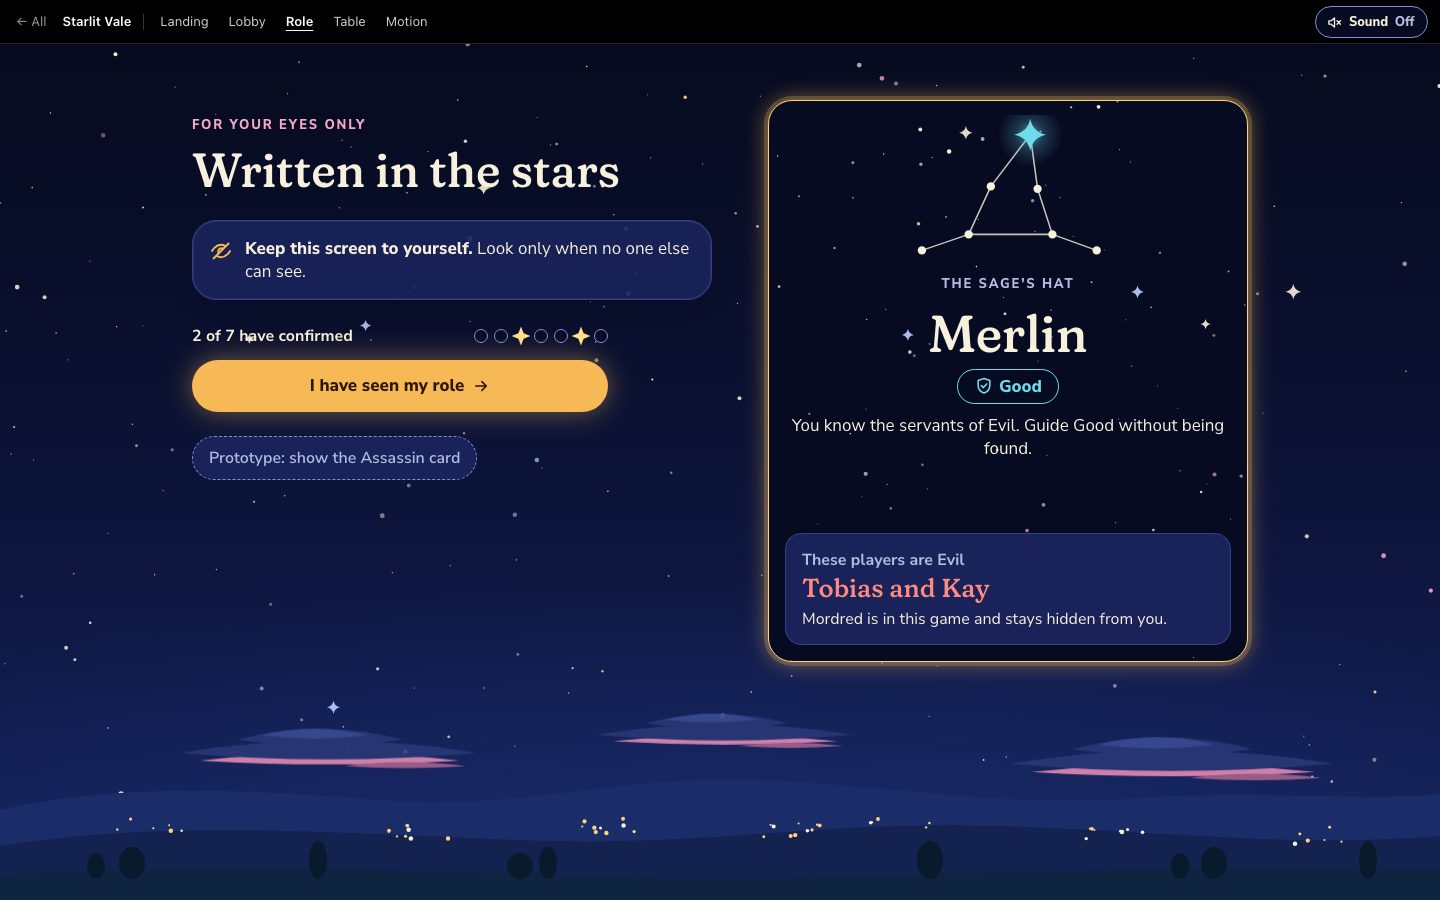 ← All Starlit Vale Landing Lobby Role Table Motion Sound Off
FOR YOUR EYES ONLY
Written in the stars
Keep this screen to yourself. Look only when no one else
can see.
2 of 7 have confirmed
I have seen my role →
Prototype: show the Assassin card
THE SAGE'S HAT
Merlin
Good
You know the servants of Evil. Guide Good without being
found.
These players are Evil
Tobias and Kay
Mordred is in this game and stays hidden from you.